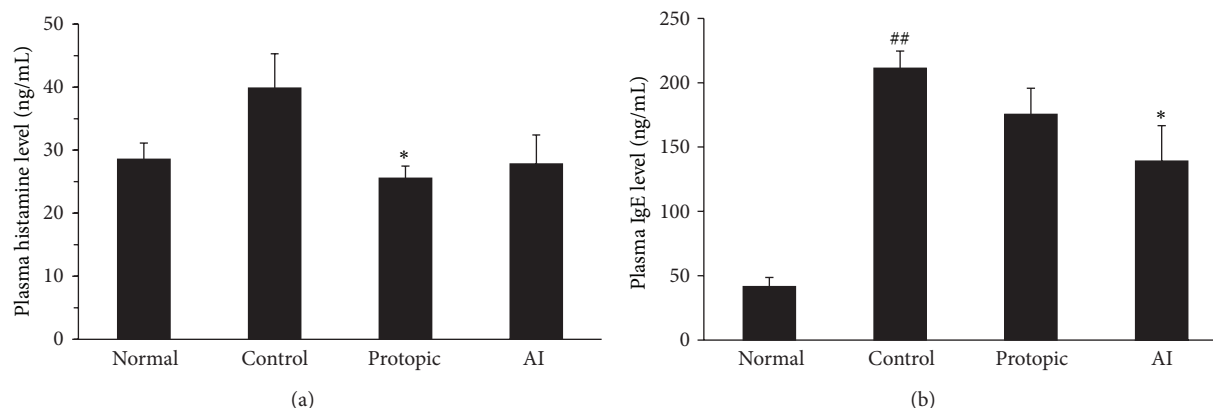 Plasma histamine level (ng/mL)
50
40
30
20
10
0
*
Normal Control Protopic AI
(a)
Plasma IgE level (ng/mL)
250
200
150
100
50
0
##
*
Normal Control Protopic AI
(b)